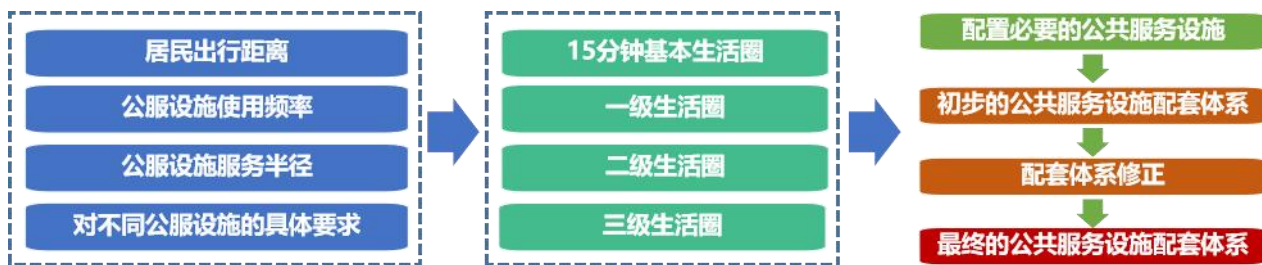 居民出行距离
公服设施使用频率
公服设施服务半径
对不同公服设施的具体要求
15分钟基本生活圈
一级生活圈
二级生活圈
三级生活圈
配置必要的公共服务设施
初步的公共服务设施配套体系
配套体系修正
最终的公共服务设施配套体系